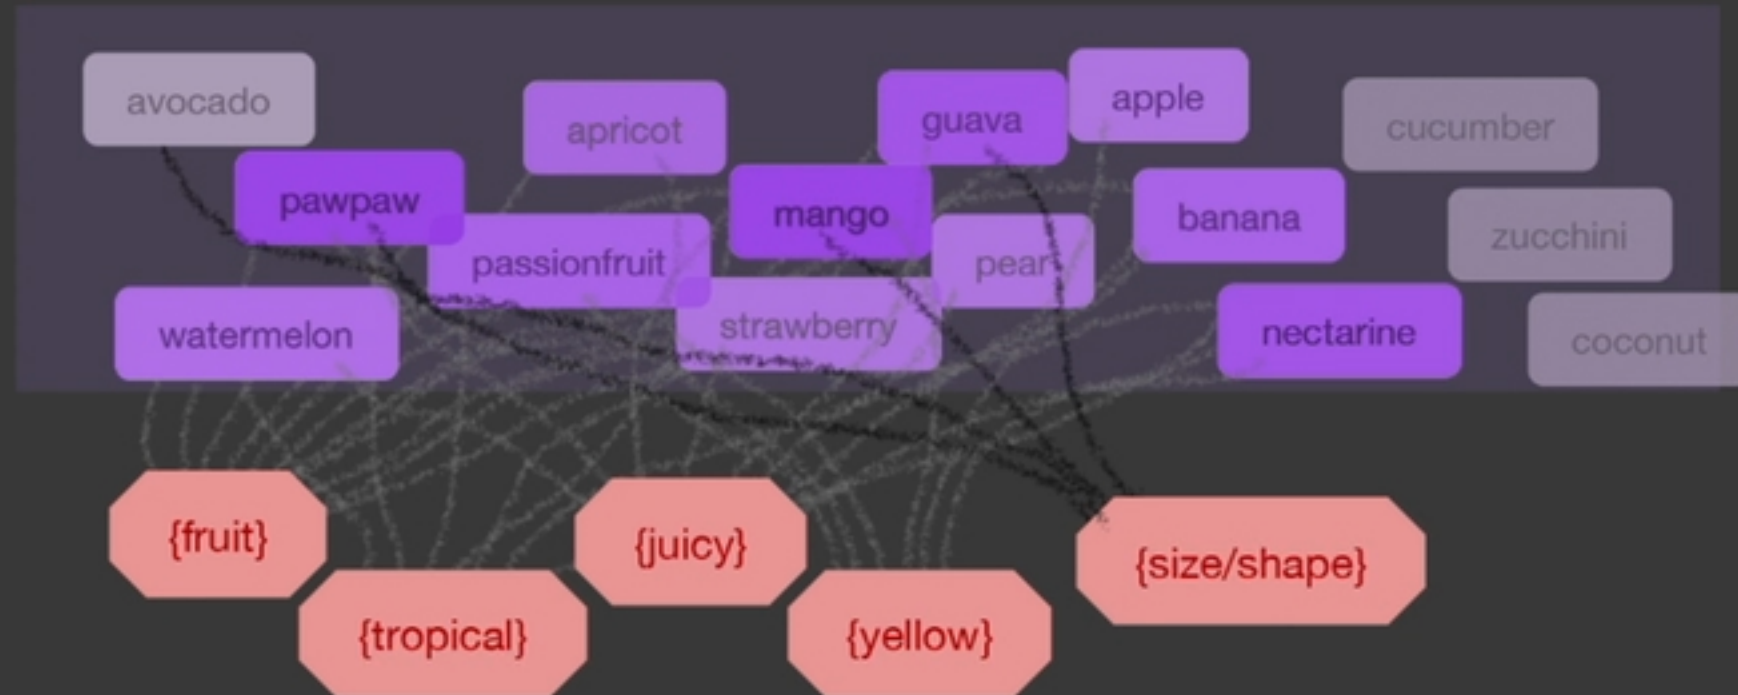 avocado
apricot
guava
apple
cucumber
pawpaw
mango
banana
passionfruit
pear
zucchini
watermelon
strawberry
nectarine
coconut
{fruit}
{juicy}
{size/shape}
{tropical}
{yellow}